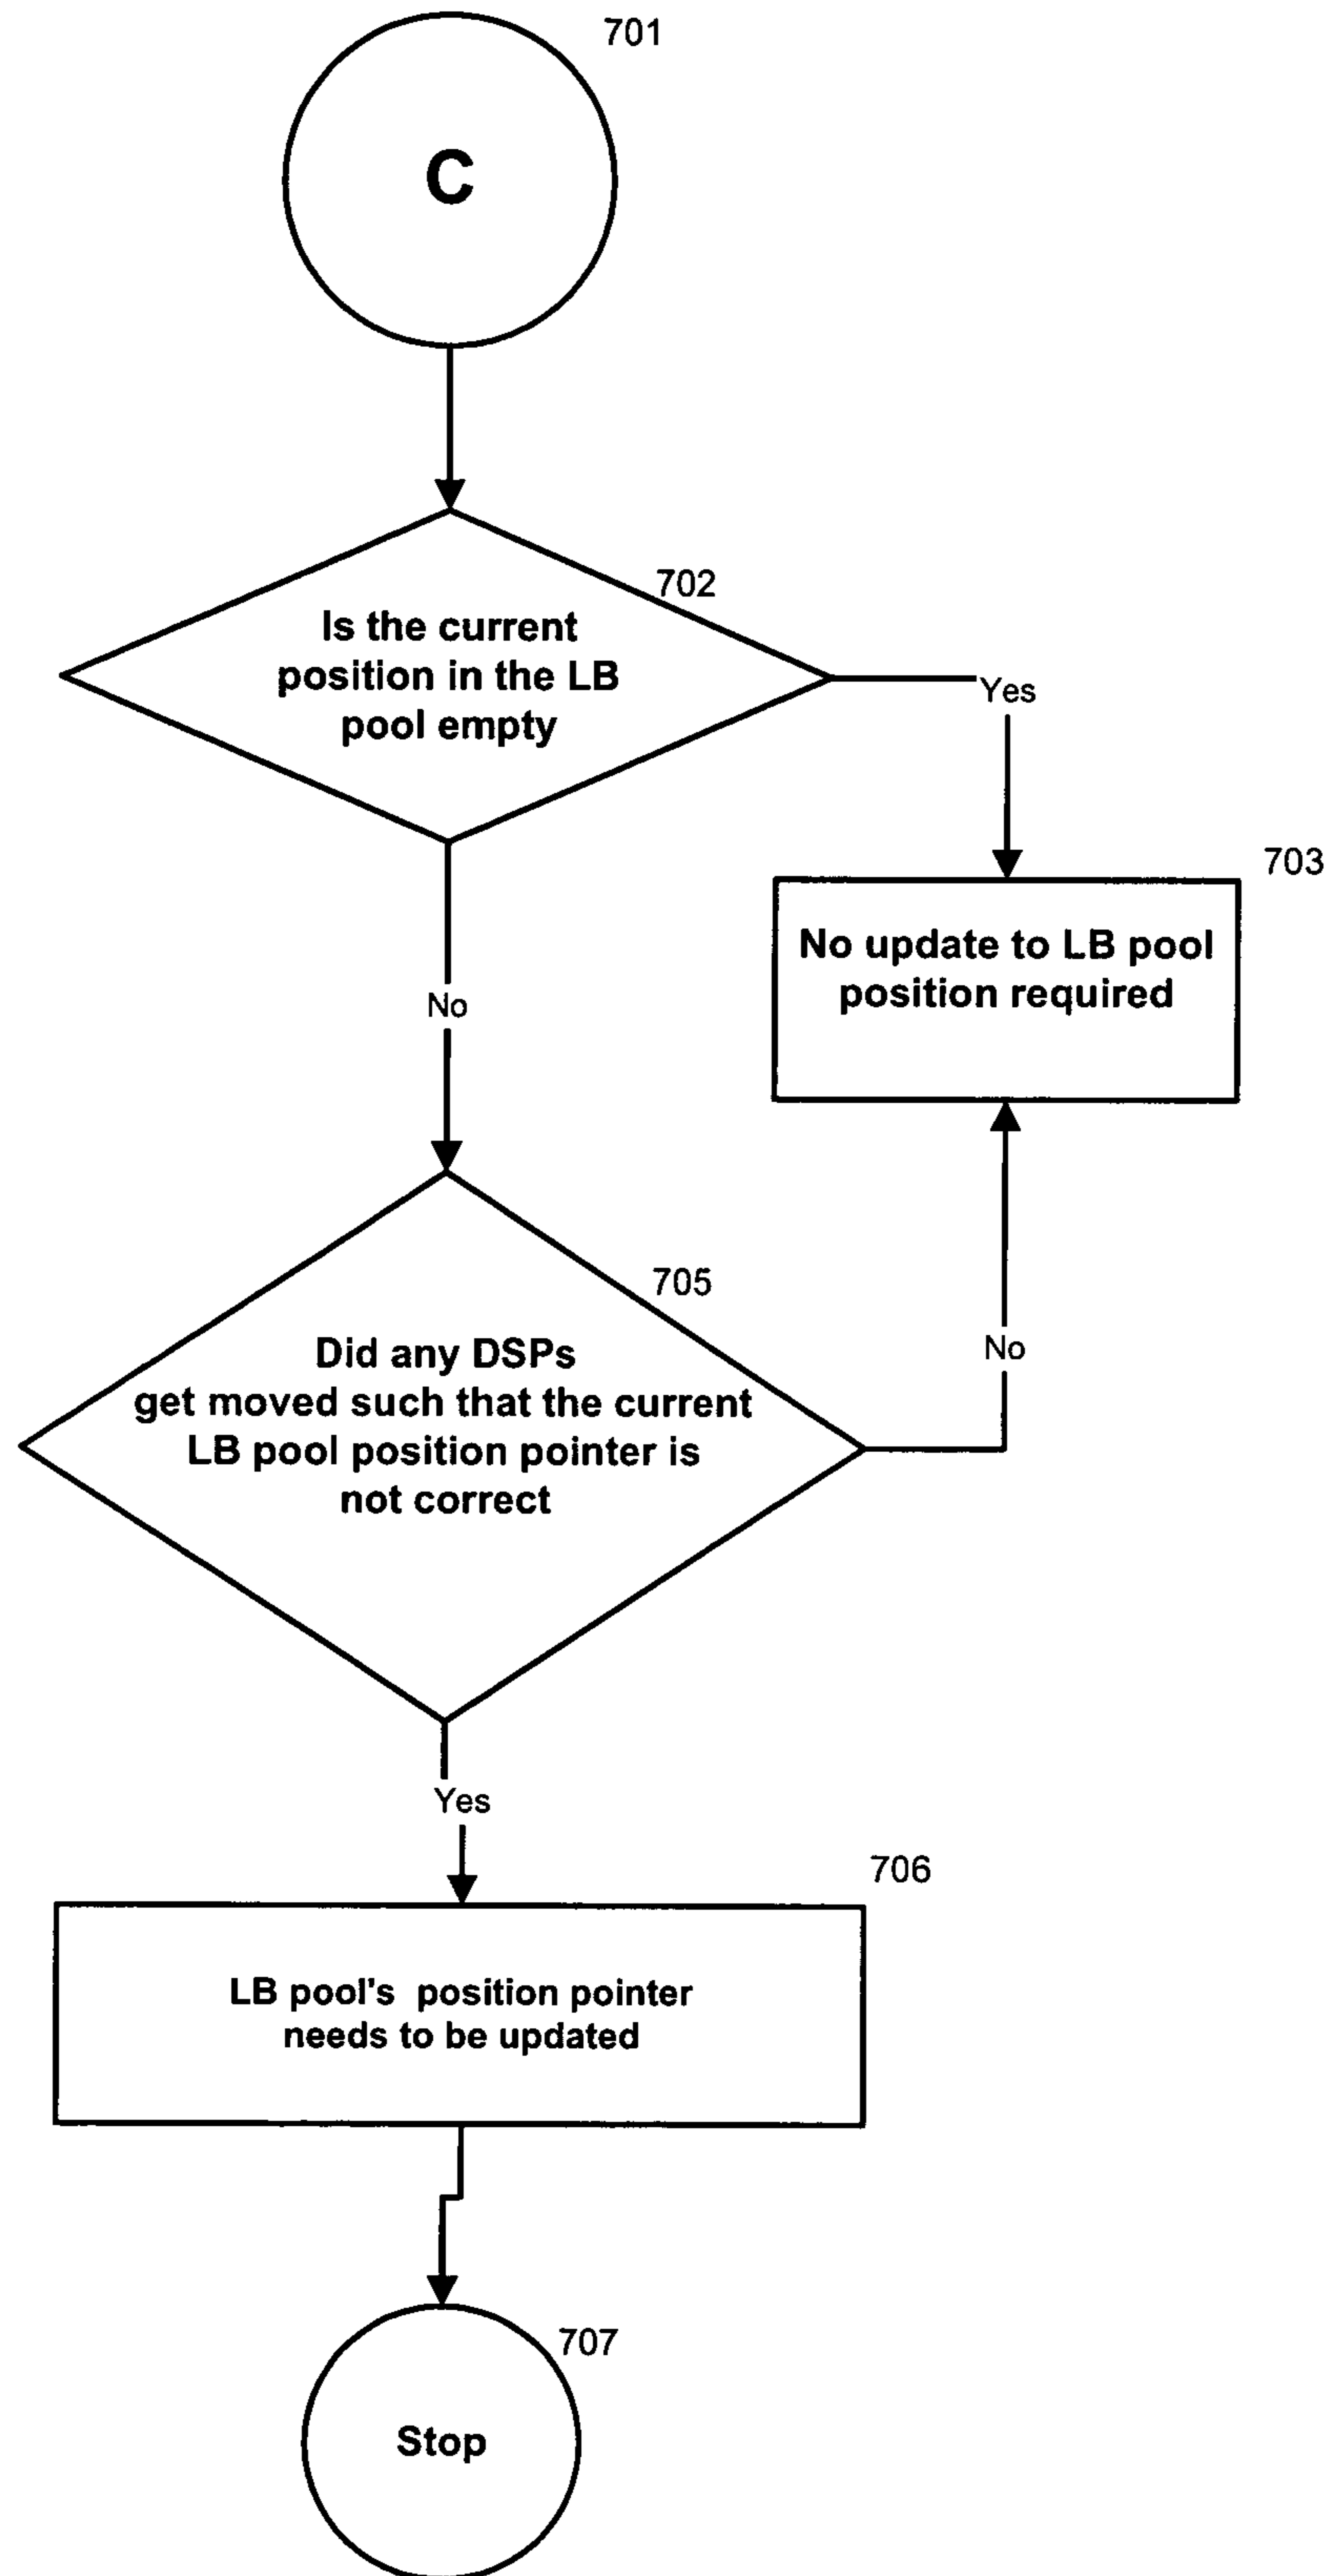 701
C
702
Is the current
position in the LB
pool empty
Yes
703
No update to LB pool
position required
No
705
Did any DSPs
get moved such that the current
LB pool position pointer is
not correct
No
Yes
706
LB pool's position pointer
needs to be updated
707
Stop